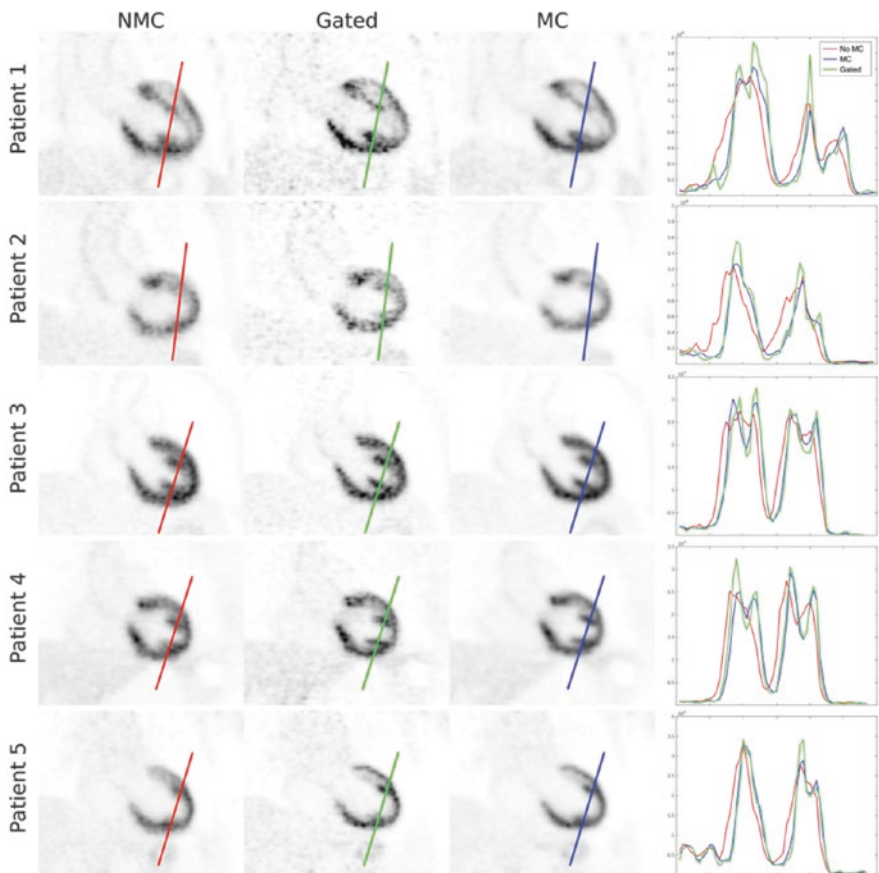 NMC Gated MC
Patient 1
No MC
MC
Gated
Patient 2
Patient 3
Patient 4
Patient 5